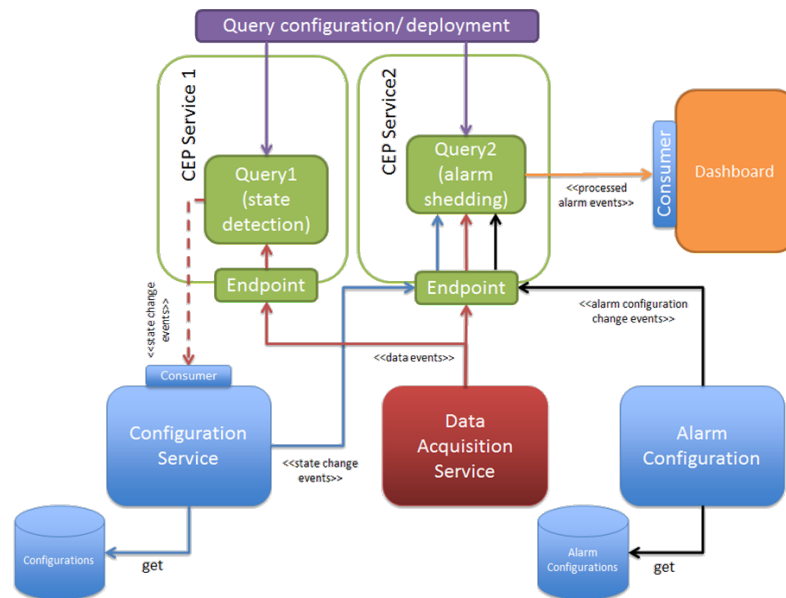 Query configuration/ deployment
CEP Service 1
CEP Service2
Query1
(state
detection)
Query2
(alarm
shedding)
<<processed
alarm events>>
Consumer
Dashboard
Endpoint
Endpoint
<<state change
events>>
<<alarm configuration
change events>>
<<data events>>
Consumer
Configuration
Service
<<state change
events>>
Data
Acquisition
Service
Alarm
Configuration
Configurations
get
Alarm
Configurations
get